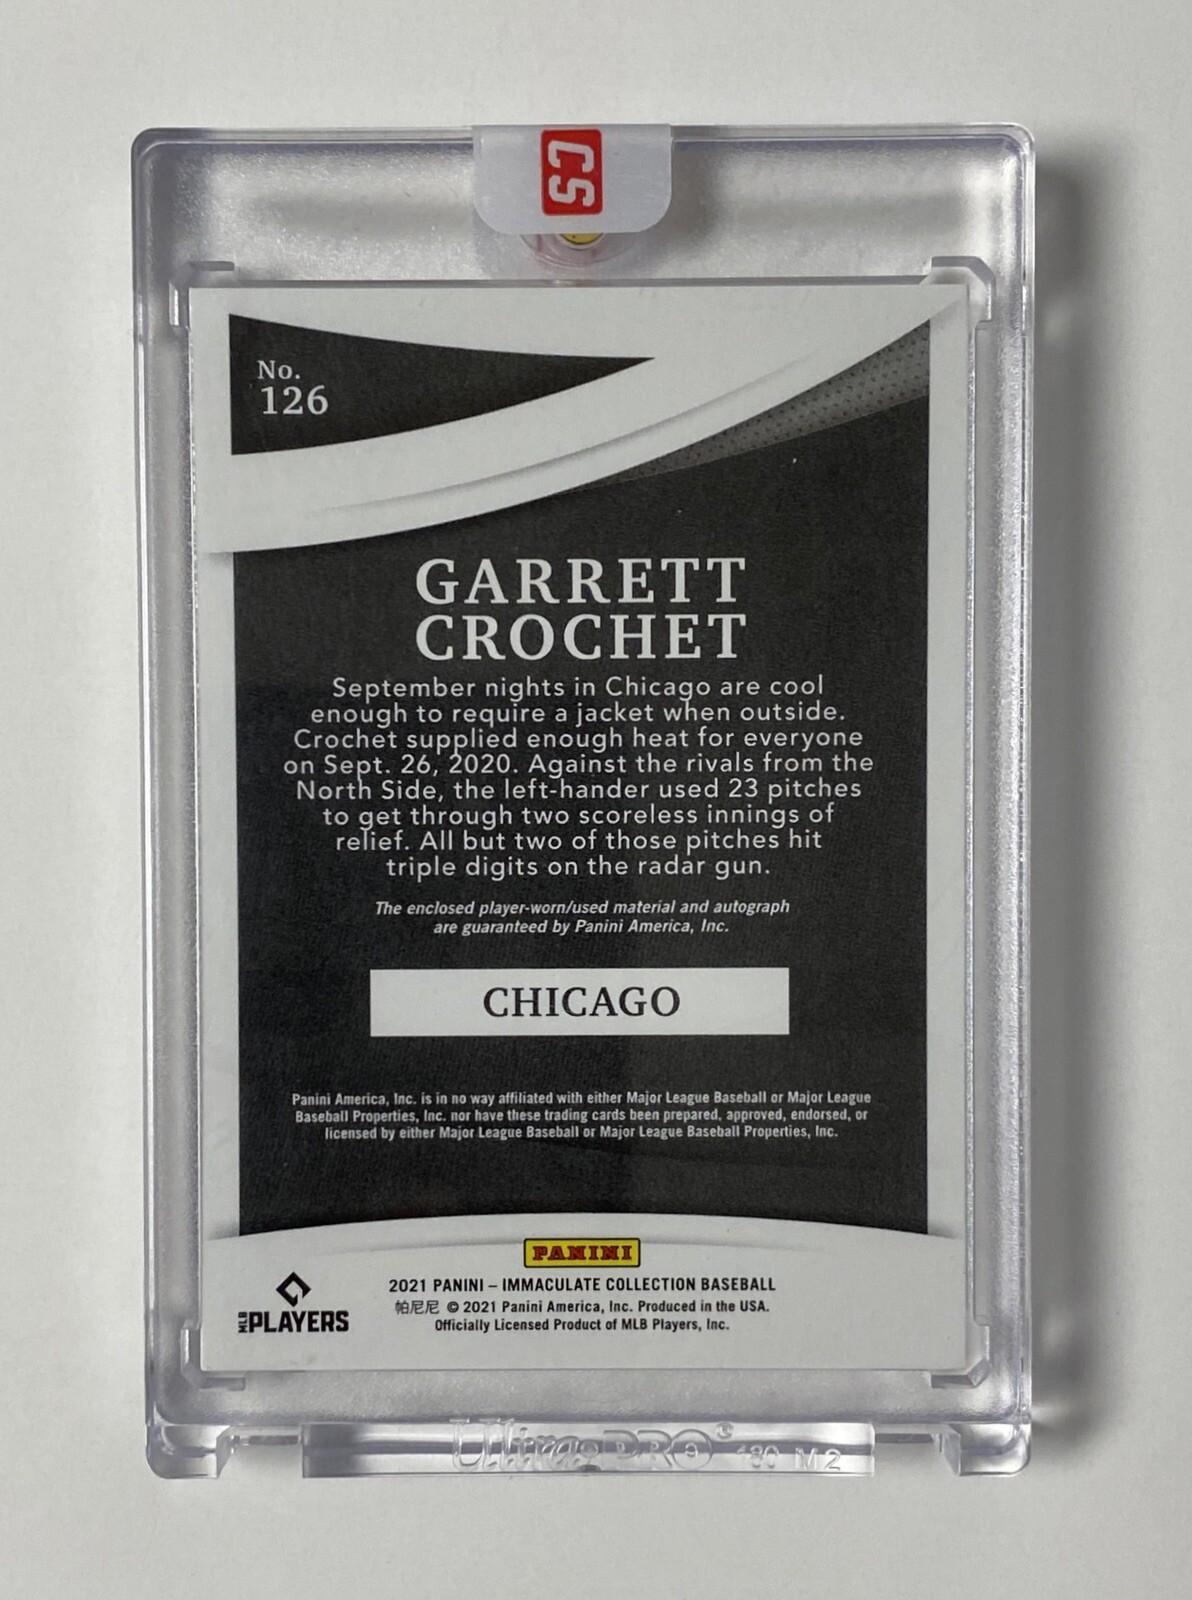 CS
No.
126
GARRETT
CROCHET
September nights in Chicago are cool
enough to require a jacket when outside.
Crochet supplied enough heat for everyone
on Sept. 26, 2020. Against the rivals from the
North Side, the left-hander used 23 pitches
to get through two scoreless innings of
relief. All but two of those pitches hit
triple digits on the radar gun.
The enclosed player-worn/used material and autograph
are guaranteed by Panini America, Inc.
CHICAGO
Panini America, Inc. is in no way affiliated with either Major League Baseball or Major League
Baseball Properties, Inc. nor have these trading cards been prepared, approved, endorsed, or
licensed by either Major League Baseball or Major League Baseball Properties, Inc.
PANINI
2021 PANINI – IMMACULATE COLLECTION BASEBALL
帕尼尼 © 2021 Panini America, Inc. Produced in the USA.
Officially Licensed Product of MLB Players, Inc.
MLB PLAYERS
Ultra·PRO® 180 M2